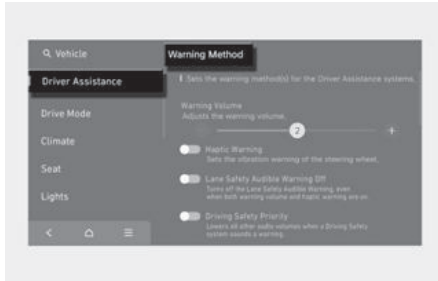 Vehicle
Warning Method
Driver Assistance
Sets the warning method(s) for the Driver Assistance systems.
Drive Mode
Warning Volume
Adjusts the warning volume.
2
+
Climate
Haptic Warning
Sets the vibration warning of the steering wheel.
Seat
Lane Safety Audible Warning Off
Turns off the Lane Safety Audible Warning, even
when both warning volume and haptic warning are on.
Lights
Driving Safety Priority
Lowers all other audio volumes when a Driving Safety
system sounds a warning.